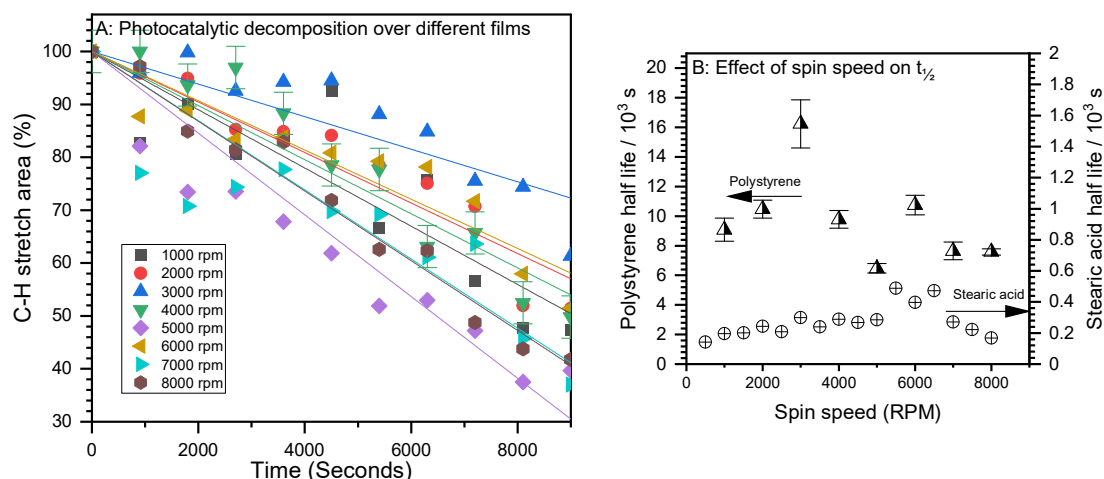 A: Photocatalytic decomposition over different films
C-H stretch area (%)
100
90
80
70
60
50
40
30
1000 rpm
2000 rpm
3000 rpm
4000 rpm
5000 rpm
6000 rpm
7000 rpm
8000 rpm
0 2000 4000 6000 8000
Time (Seconds)
B: Effect of spin speed on t½
Polystyrene half life / 10³ s
20
18
16
14
12
10
8
6
4
2
0
Polystyrene
Stearic acid
2
1.8
1.6
1.4
1.2
1
0.8
0.6
0.4
0.2
0
Stearic acid half life / 10³ s
0 2000 4000 6000 8000
Spin speed (RPM)